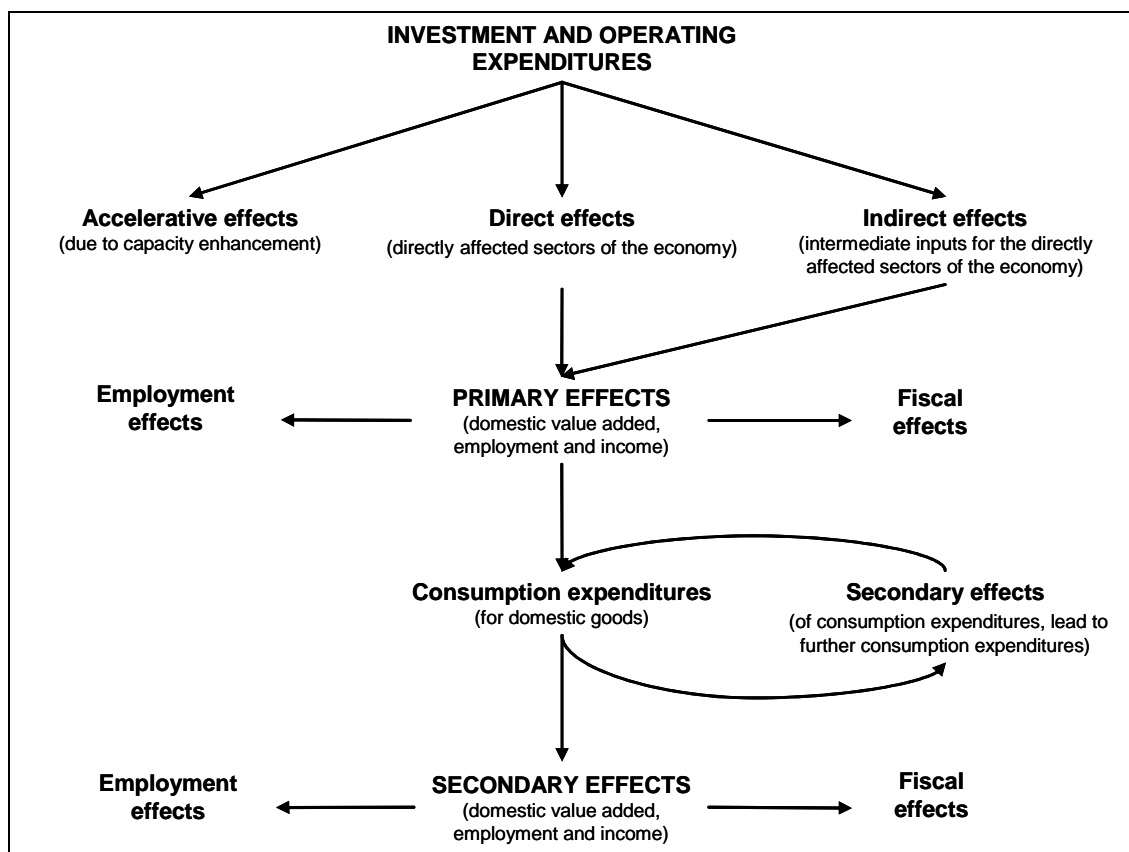 INVESTMENT AND OPERATING
EXPENDITURES
Accelerative effects
(due to capacity enhancement)
Direct effects
(directly affected sectors of the economy)
Indirect effects
(intermediate inputs for the directly
affected sectors of the economy)
Employment
effects
PRIMARY EFFECTS
(domestic value added,
employment and income)
Fiscal
effects
Consumption expenditures
(for domestic goods)
Secondary effects
(of consumption expenditures, lead to
further consumption expenditures)
Employment
effects
SECONDARY EFFECTS
(domestic value added,
employment and income)
Fiscal
effects